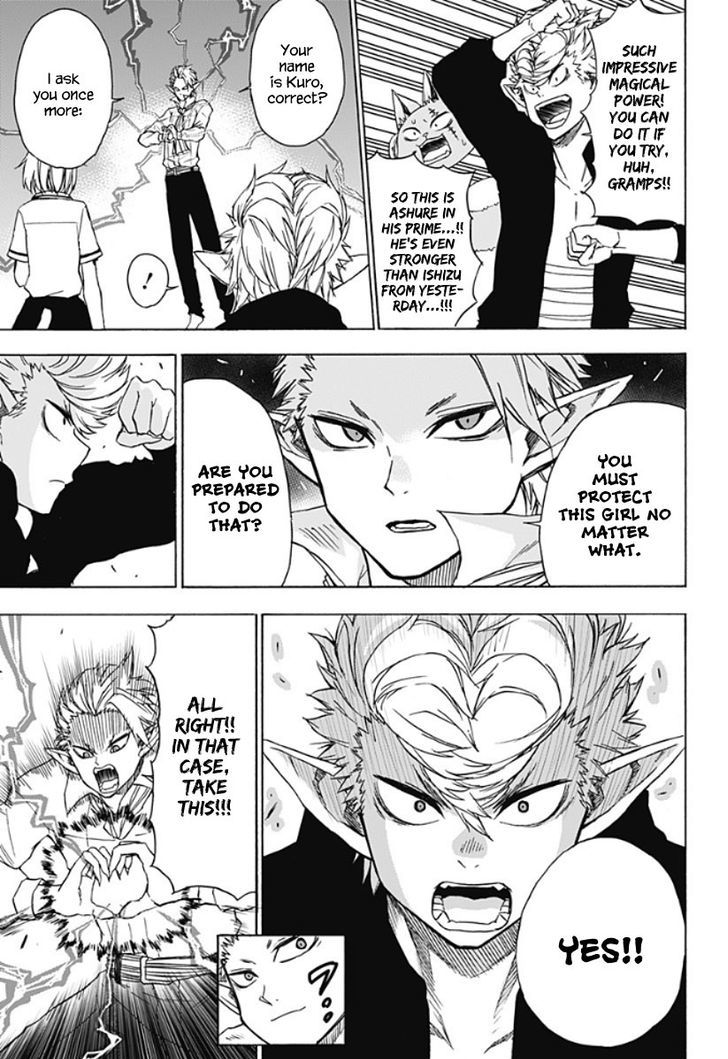 SUCH
IMPRESSIVE
MAGICAL
POWER!
YOU CAN
DO IT IF
YOU TRY,
HUH,
GRAMPS!!
SO THIS IS
ASHURE IN
HIS PRIME...!!
HE'S EVEN
STRONGER
THAN ISHIZU
FROM YESTE-
RDAY...!!!
Your
name
is Kuro,
correct?
I ask
you once
more:
!
YOU
MUST
PROTECT
THIS GIRL NO
MATTER
WHAT.
ARE YOU
PREPARED
TO DO
THAT?
YES!!
ALL
RIGHT!!
IN THAT
CASE,
TAKE
THIS!!!